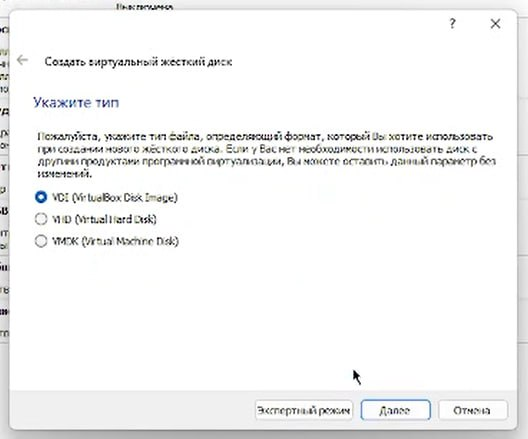 Выключена
?
Создать виртуальный жесткий диск
Укажите тип
Пожалуйста, укажите тип файла, определяющий формат, который Вы хотите использовать
при создании нового жёсткого диска. Если у Вас нет необходимости использовать диск с
другими продуктами программной виртуализации, Вы можете оставить данный параметр без
изменений.
VDI (VirtualBox Disk Image)
VHD (Virtual Hard Disk)
VMDK (Virtual Machine Disk)
Экспертный режим
Далее
Отмена